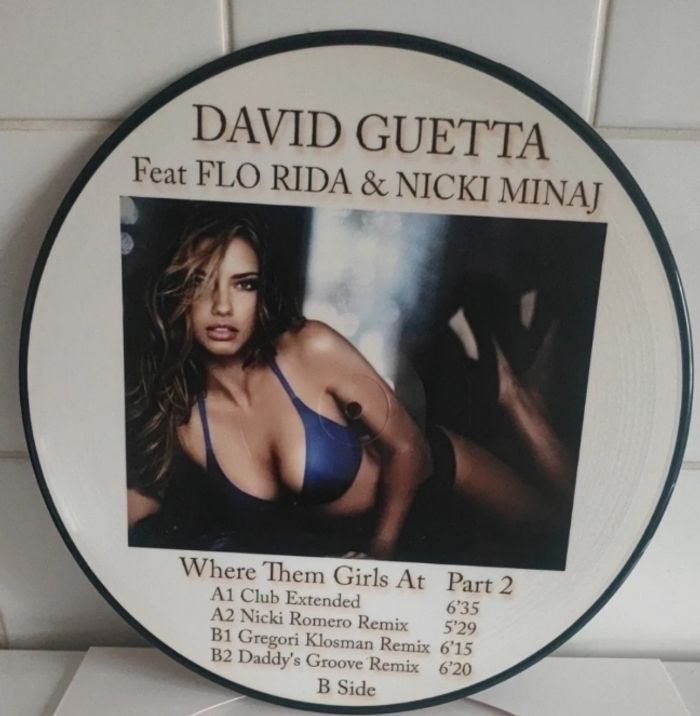 DAVID GUETTA
Feat FLO RIDA & NICKI MINAJ
Where Them Girls At Part 2
A1 Club Extended 6'35
A2 Nicki Romero Remix 5'29
B1 Gregori Klosman Remix 6'15
B2 Daddy's Groove Remix 6'20
B Side